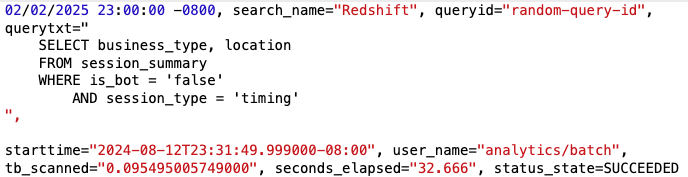 02/02/2025 23:00:00 -0800, search_name="Redshift", queryid="random-query-id",
querytxt="
SELECT business_type, location
FROM session_summary
WHERE is_bot = 'false'
AND session_type = 'timing'
",
starttime="2024-08-12T23:31:49.999000-08:00", user_name="analytics/batch",
tb_scanned="0.095495005749000", seconds_elapsed="32.666", status_state=SUCCEEDED